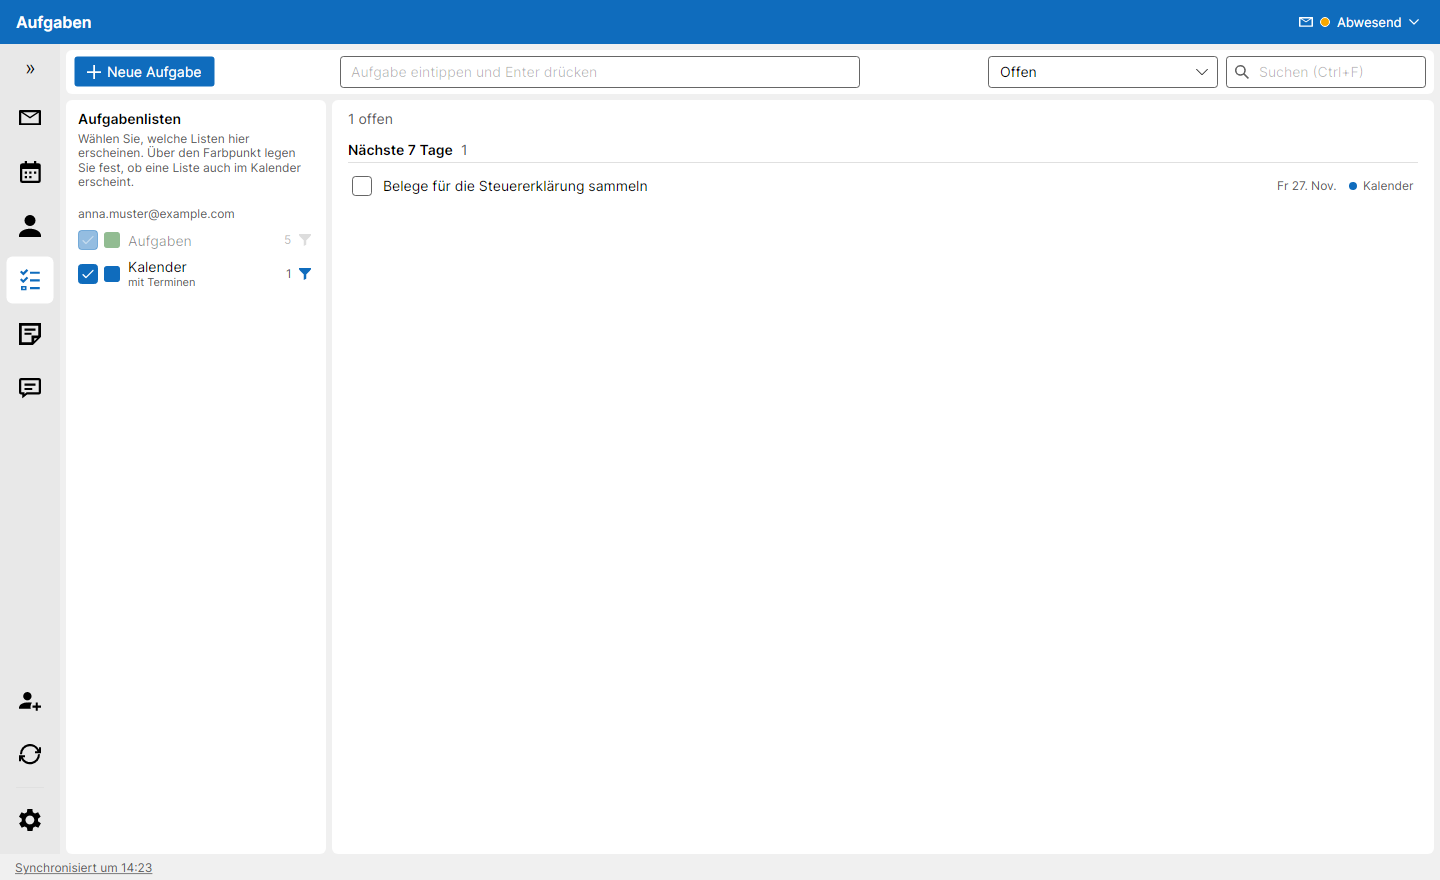 Aufgaben
Abwesend
»
Neue Aufgabe
Aufgabe eintippen und Enter drücken
Offen
Suchen (Ctrl+F)
Aufgabenlisten
Wählen Sie, welche Listen hier
erscheinen. Über den Farbpunkt legen
Sie fest, ob eine Liste auch im Kalender
erscheint.
anna.muster@example.com
Aufgaben 5
Kalender 1
mit Terminen
1 offen
Nächste 7 Tage 1
Belege für die Steuererklärung sammeln Fr 27. Nov. Kalender
Synchronisiert um 14:23